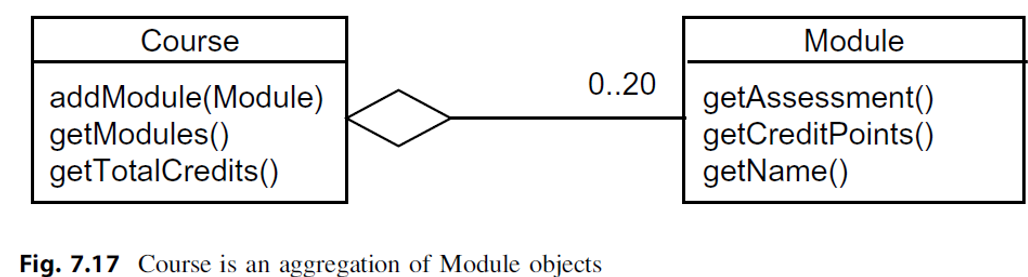 Course
addModule(Module)
getModules()
getTotalCredits()
0..20
Module
getAssessment()
getCreditPoints()
getName()
Fig. 7.17 Course is an aggregation of Module objects